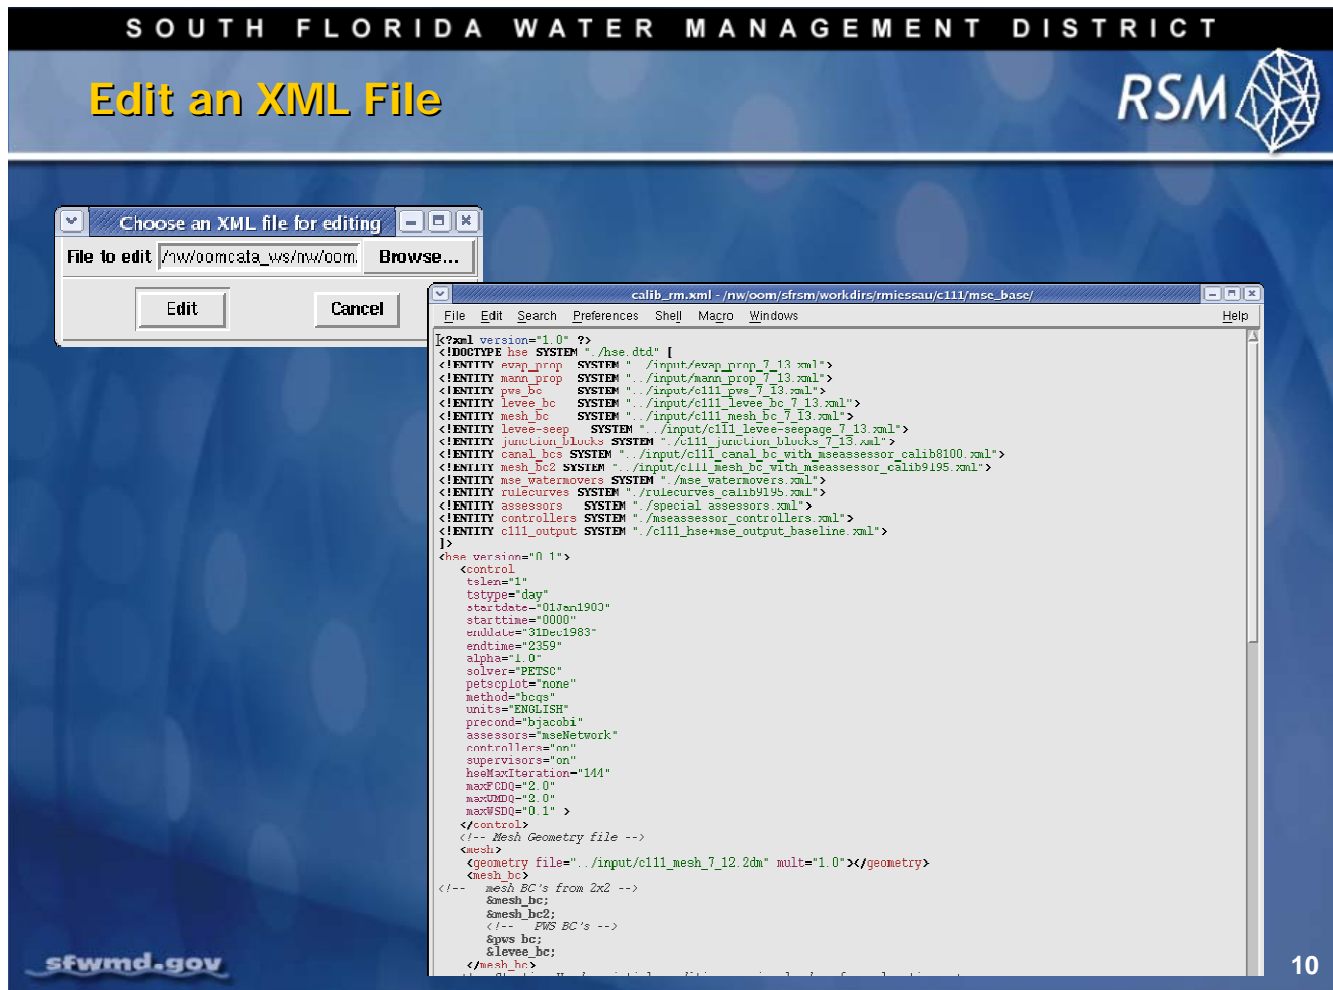 SOUTH FLORIDA WATER MANAGEMENT DISTRICT
Edit an XML File
RSM
Choose an XML file for editing
File to edit /nw/oomdata_ws/nw/oom. Browse...
Edit Cancel
calib_rm.xml - /nw/oom/sfrsm/workdirs/rmiessau/c111/mse_base/
File Edit Search Preferences Shell Macro Windows Help
<?xml version="1.0" ?>
<!DOCTYPE hse SYSTEM "./hse.dtd" [
<!ENTITY evap_prop SYSTEM "../input/evap_prop_7_13.xml">
<!ENTITY mann_prop SYSTEM "../input/mann_prop_7_13.xml">
<!ENTITY pws_bc SYSTEM "../input/c111_pws_7_13.xml">
<!ENTITY levee_bc SYSTEM "../input/c111_levee_bc_7_13.xml">
<!ENTITY mesh_bc SYSTEM "../input/c111_mesh_bc_7_13.xml">
<!ENTITY levee-seep SYSTEM "../input/c111_levee-seepage_7_13.xml">
<!ENTITY junction_blocks SYSTEM "./c111_junction_blocks_7_13.xml">
<!ENTITY canal_bcs SYSTEM "../input/c111_canal_bc_with_mseassessor_calib8100.xml">
<!ENTITY mesh_bc2 SYSTEM "../input/c111_mesh_bc_with_mseassessor_calib9195.xml">
<!ENTITY mse_watermovers SYSTEM "./mse_watermovers.xml">
<!ENTITY rulecurves SYSTEM "./rulecurves_calib9195.xml">
<!ENTITY assessors SYSTEM "./special_assessors.xml">
<!ENTITY controllers SYSTEM "./mseassessor_controllers.xml">
<!ENTITY c111_output SYSTEM "./c111_hse+mse_output_baseline.xml">
]>
<hse version="0.1">
<control
tslen="1"
tstype="day"
startdate="01Jan1983"
starttime="0000"
enddate="31Dec1983"
endtime="2359"
alpha="1.0"
solver="PETSC"
petscplot="none"
method="bcgs"
units="ENGLISH"
precond="bjacobi"
assessors="mseNetwork"
controllers="on"
supervisors="on"
hseMaxIteration="144"
maxFCDQ="2.0"
maxUMDQ="2.0"
maxWSDQ="0.1" >
</control>
<!-- Mesh Geometry file -->
<mesh>
<geometry file="../input/c111_mesh_7_12.2dm" mult="1.0"></geometry>
<mesh_bc>
<!-- mesh BC's from 2x2 -->
&mesh_bc;
&mesh_bc2;
<!-- PWS BC's -->
&pws_bc;
&levee_bc;
</mesh_bc>
sfwmd.gov
10